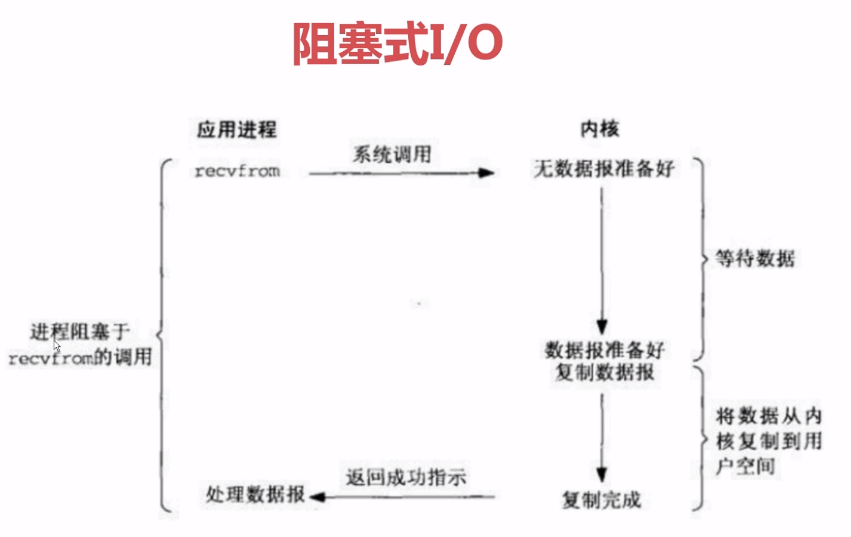 阻塞式I/O
应用进程
内核
recvfrom
系统调用
无数据报准备好
等待数据
进程阻塞于
recvfrom的调用
数据报准备好
复制数据报
将数据从内
核复制到用
户空间
处理数据报
返回成功指示
复制完成